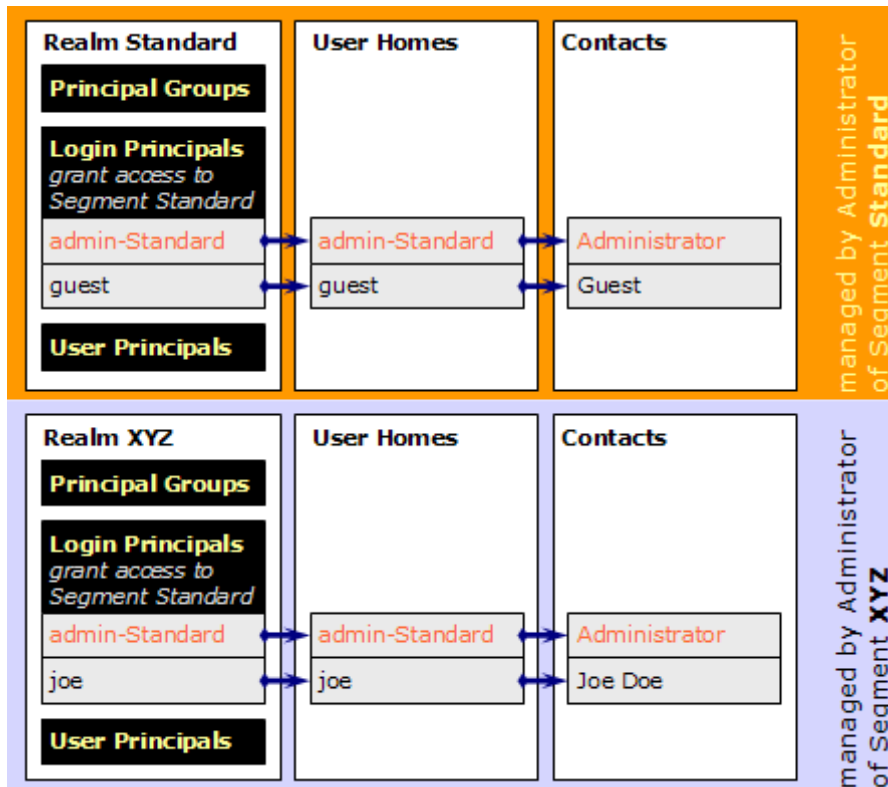 Realm Standard
Principal Groups
Login Principals
grant access to
Segment Standard
admin-Standard
guest
User Principals
User Homes
admin-Standard
guest
Contacts
Administrator
Guest
managed by Administrator
of Segment Standard
Realm XYZ
Principal Groups
Login Principals
grant access to
Segment Standard
admin-Standard
joe
User Principals
User Homes
admin-Standard
joe
Contacts
Administrator
Joe Doe
managed by Administrator
of Segment XYZ